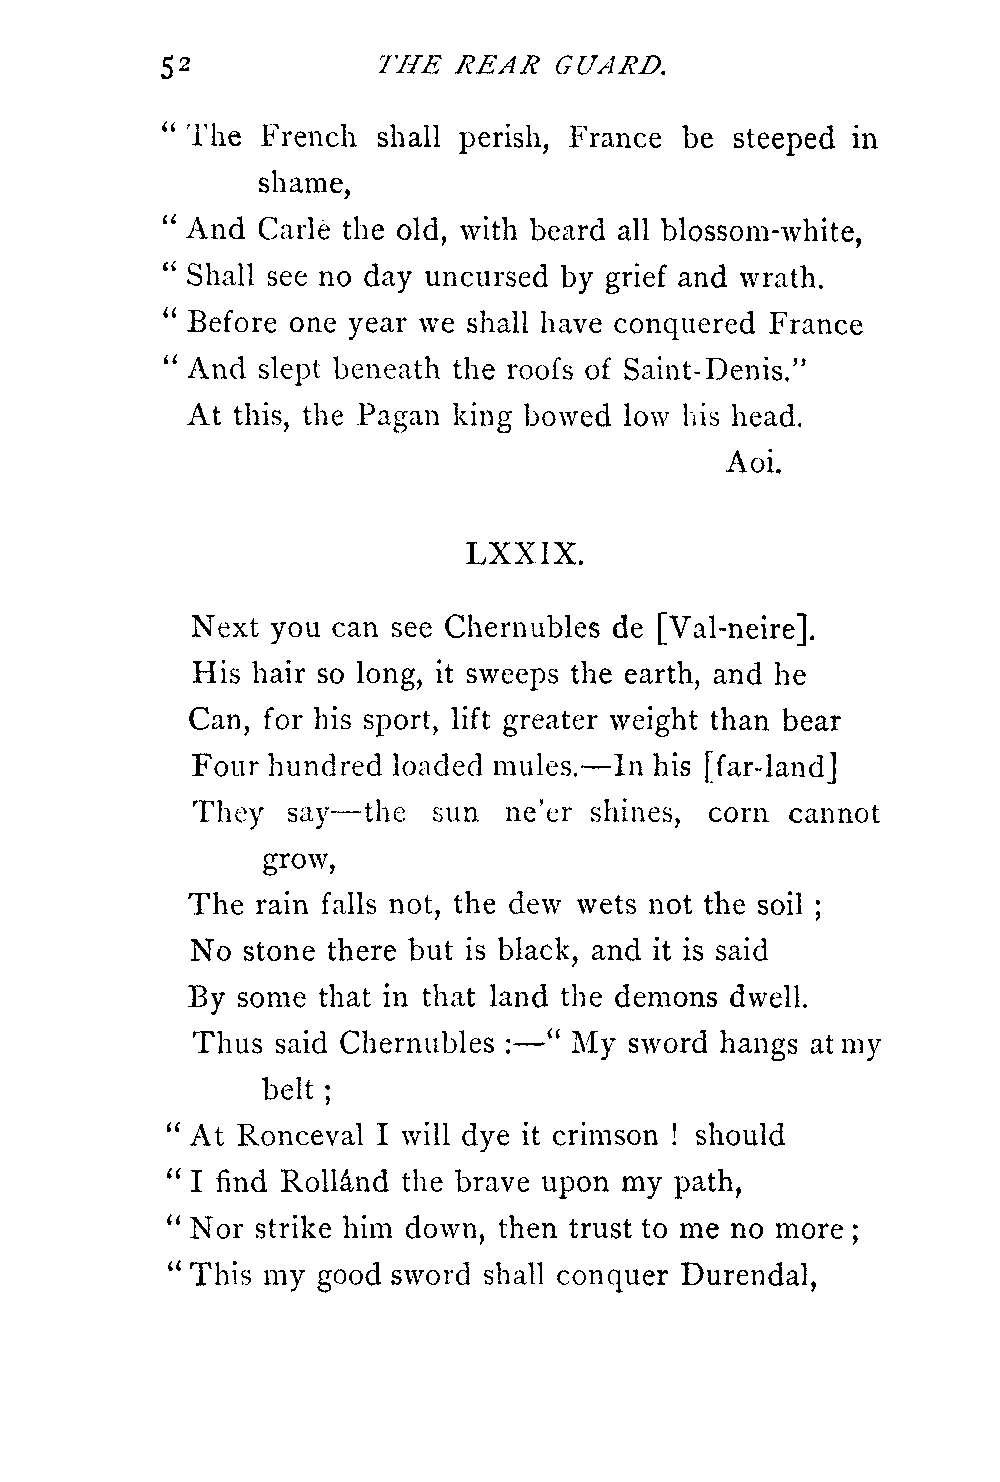 52 THE REAR GUARD.
“ The French shall perish, France be steeped in
shame,
“ And Carle the old, with beard all blossom-white,
“ Shall see no day uncursed by grief and wrath.
“ Before one year we shall have conquered France
“ And slept beneath the roofs of Saint-Denis.”
At this, the Pagan king bowed low his head.
Aoi.
LXXIX.
Next you can see Chernubles de [Val-neire].
His hair so long, it sweeps the earth, and he
Can, for his sport, lift greater weight than bear
Four hundred loaded mules.—In his [far-land]
They say—the sun ne’er shines, corn cannot
grow,
The rain falls not, the dew wets not the soil ;
No stone there but is black, and it is said
By some that in that land the demons dwell.
Thus said Chernubles :—“ My sword hangs at my
belt ;
“ At Ronceval I will dye it crimson ! should
“ I find Rollând the brave upon my path,
“ Nor strike him down, then trust to me no more ;
“ This my good sword shall conquer Durendal,